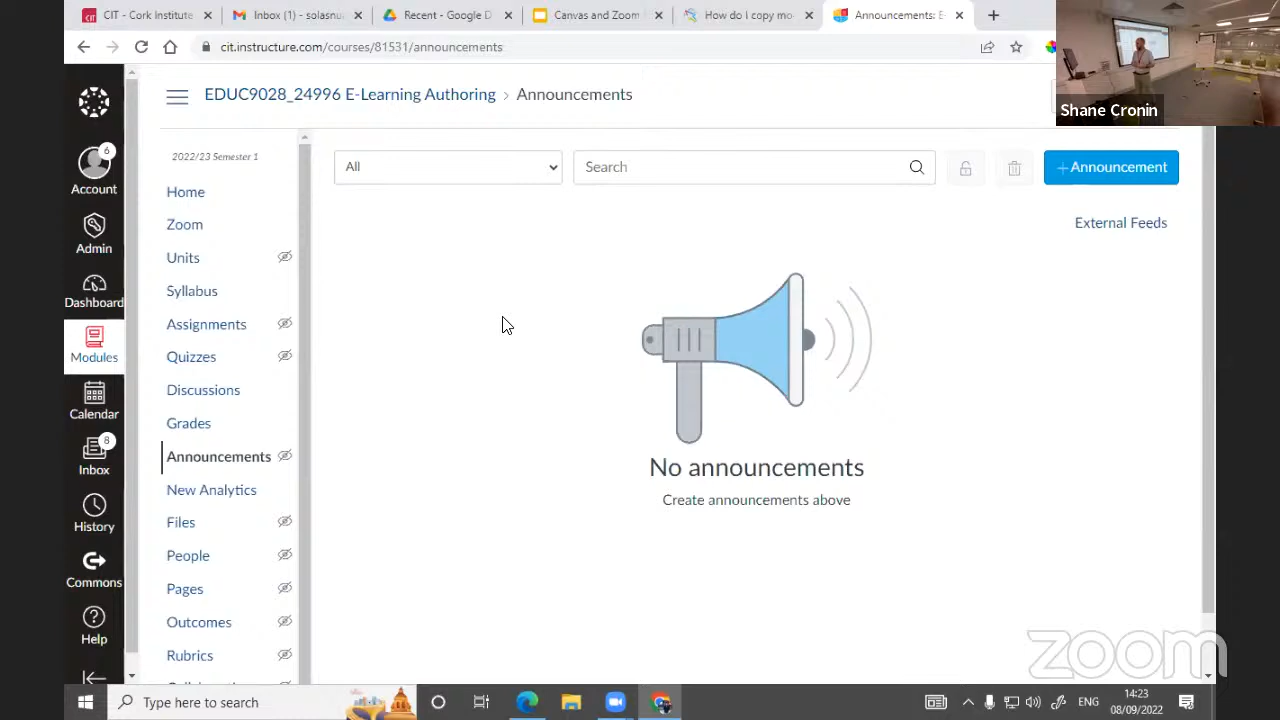 CIT - Cork Institute
Inbox (1) - solasnu
Recent - Google D
Canvas and Zoom
How do I copy mo
Announcements: E
cit.instructure.com/courses/81531/announcements
Shane Cronin
EDUC9028_24996 E-Learning Authoring > Announcements
2022/23 Semester 1
All
Search
+Announcement
External Feeds
6
Account
Admin
Dashboard
Modules
Calendar
8
Inbox
History
Commons
Help
Home
Zoom
Units
Syllabus
Assignments
Quizzes
Discussions
Grades
Announcements
New Analytics
Files
People
Pages
Outcomes
Rubrics
No announcements
Create announcements above
zoom
Type here to search
ENG
14:23
08/09/2022